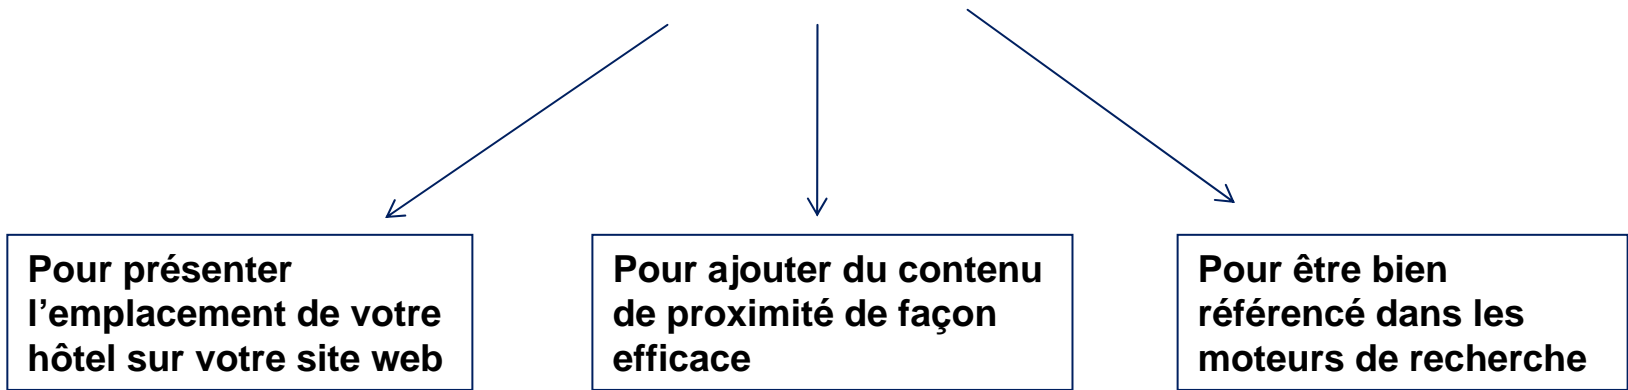 Pour présenter
l’emplacement de votre
hôtel sur votre site web
Pour ajouter du contenu
de proximité de façon
efficace
Pour être bien
référencé dans les
moteurs de recherche